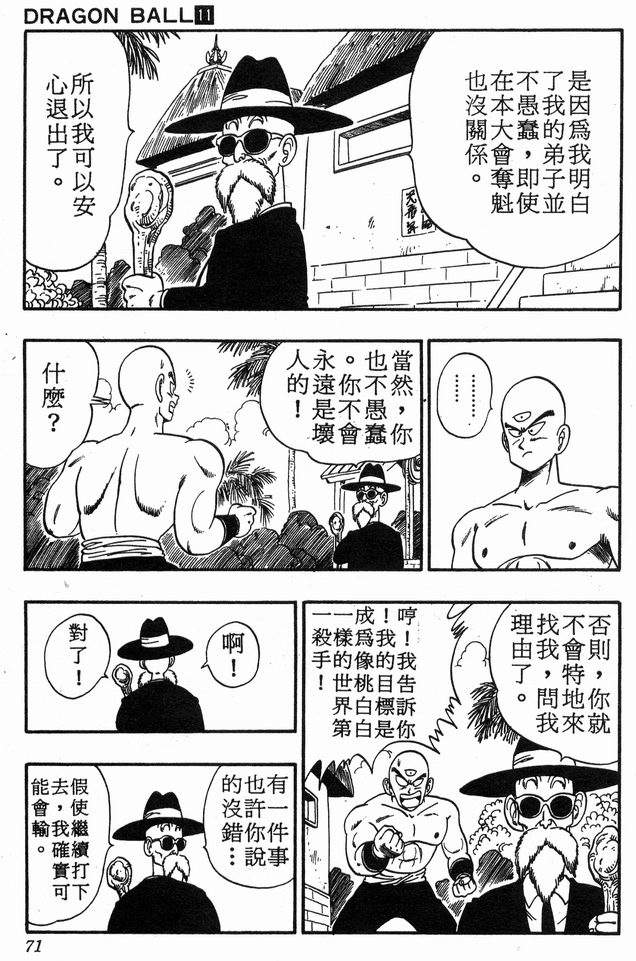 DRAGON BALL 11
是因為我明白
了我的弟子並
不愚蠢，即使
在本大會奪魁
也沒關係。
所以我可以安
心退出了。
……
當然，你
也不愚蠢
。你不會
永遠是壞
人的！
什麼？
否則，你就
不會特地來
找我，問我
理由了。
哼！我告訴你
！我的目標是
成為像桃白白
一樣的世界第
一殺手！
啊！
對了！
有一件事
也許你說
的沒錯…
假使繼續打下
去，我確實可
能會輸。
71